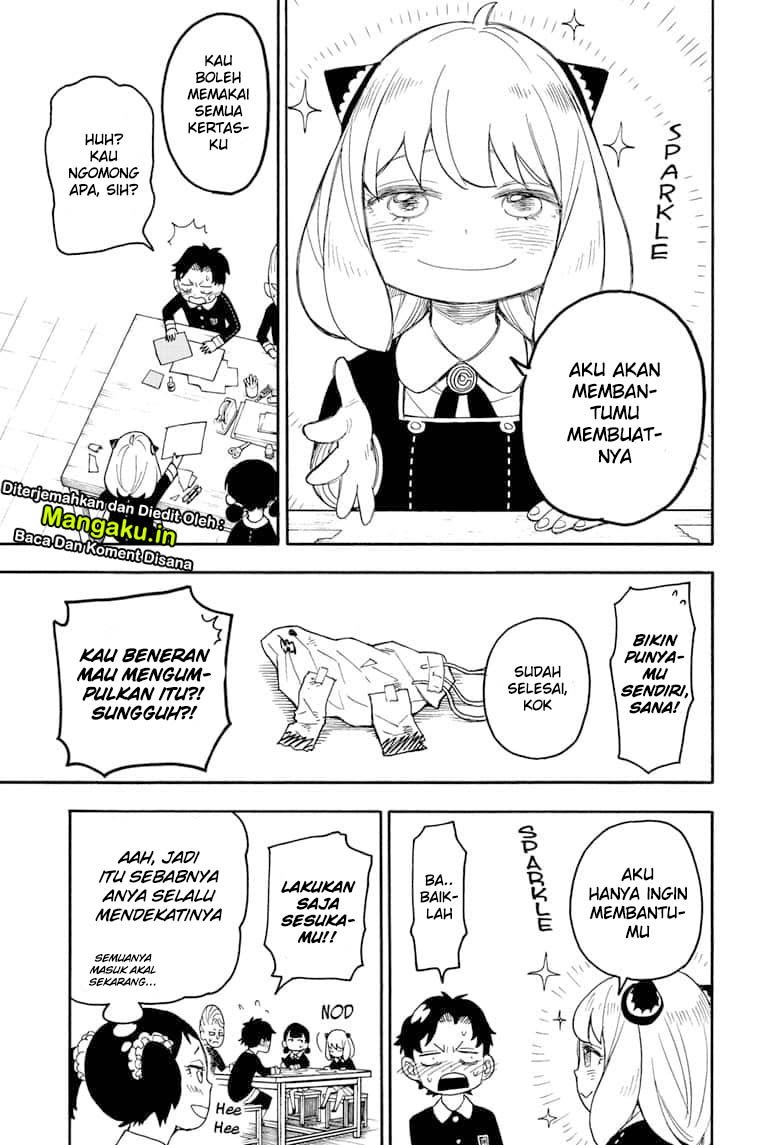 SPARKLE
AKU AKAN
MEMBAN-
TUMU
MEMBUAT-
NYA
KAU
BOLEH
MEMAKAI
SEMUA
KERTAS-
KU
HUH?
KAU
NGOMONG
APA, SIH?
Diterjemahkan dan Diedit Oleh :
Mangaku.in
Baca Dan Koment Disana
BIKIN
PUNYA-
MU
SENDIRI,
SANA!
SUDAH
SELESAI,
KOK
KAU BENERAN
MAU MENGUM-
PULKAN ITU?!
SUNGGUH?!
AKU
HANYA INGIN
MEMBANTU-
MU
SPARKLE
BA..
BAIK-
LAH
LAKUKAN
SAJA
SESUKA-
MU!!
NOD
AAH, JADI
ITU SEBABNYA
ANYA SELALU
MENDEKATINYA
SEMUANYA
MASUK AKAL
SEKARANG...
Hee
Hee